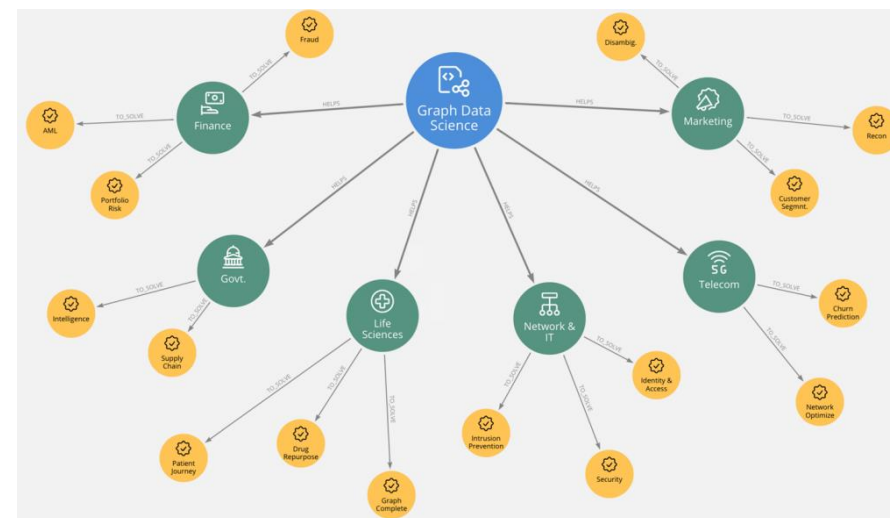 Graph Data
Science
HELPS
HELPS
HELPS
HELPS
HELPS
HELPS
Finance
TO_SOLVE
Fraud
TO_SOLVE
AML
TO_SOLVE
Portfolio
Risk
Marketing
TO_SOLVE
Disambig.
TO_SOLVE
Recon
TO_SOLVE
Customer
Segmnt.
Govt.
TO_SOLVE
Intelligence
TO_SOLVE
Supply
Chain
Life
Sciences
TO_SOLVE
Patient
Journey
TO_SOLVE
Drug
Repurpose
TO_SOLVE
Graph
Complete
Network &
IT
TO_SOLVE
Intrusion
Prevention
TO_SOLVE
Security
TO_SOLVE
Identity &
Access
5G
Telecom
TO_SOLVE
Churn
Prediction
TO_SOLVE
Network
Optimize